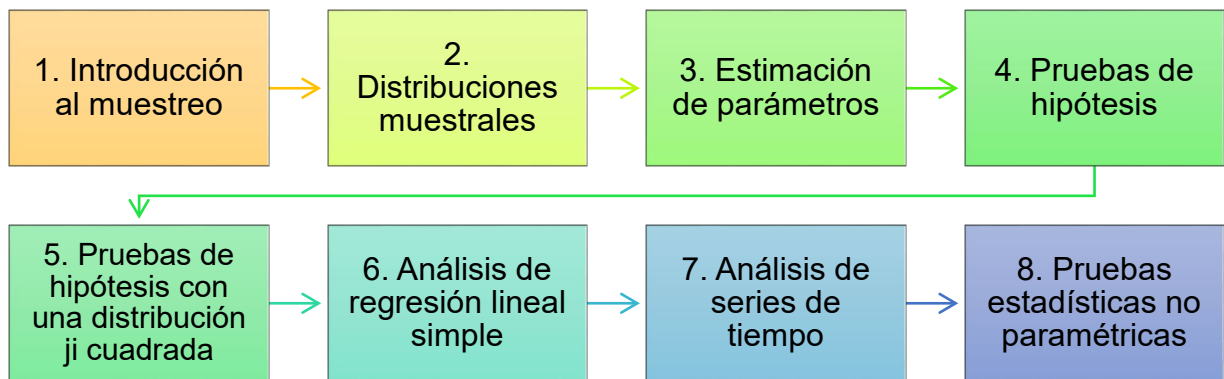 1. Introducción
al muestreo
2.
Distribuciones
muestrales
3. Estimación
de parámetros
4. Pruebas de
hipótesis
5. Pruebas de
hipótesis con
una distribución
ji cuadrada
6. Análisis de
regresión lineal
simple
7. Análisis de
series de
tiempo
8. Pruebas
estadísticas no
paramétricas